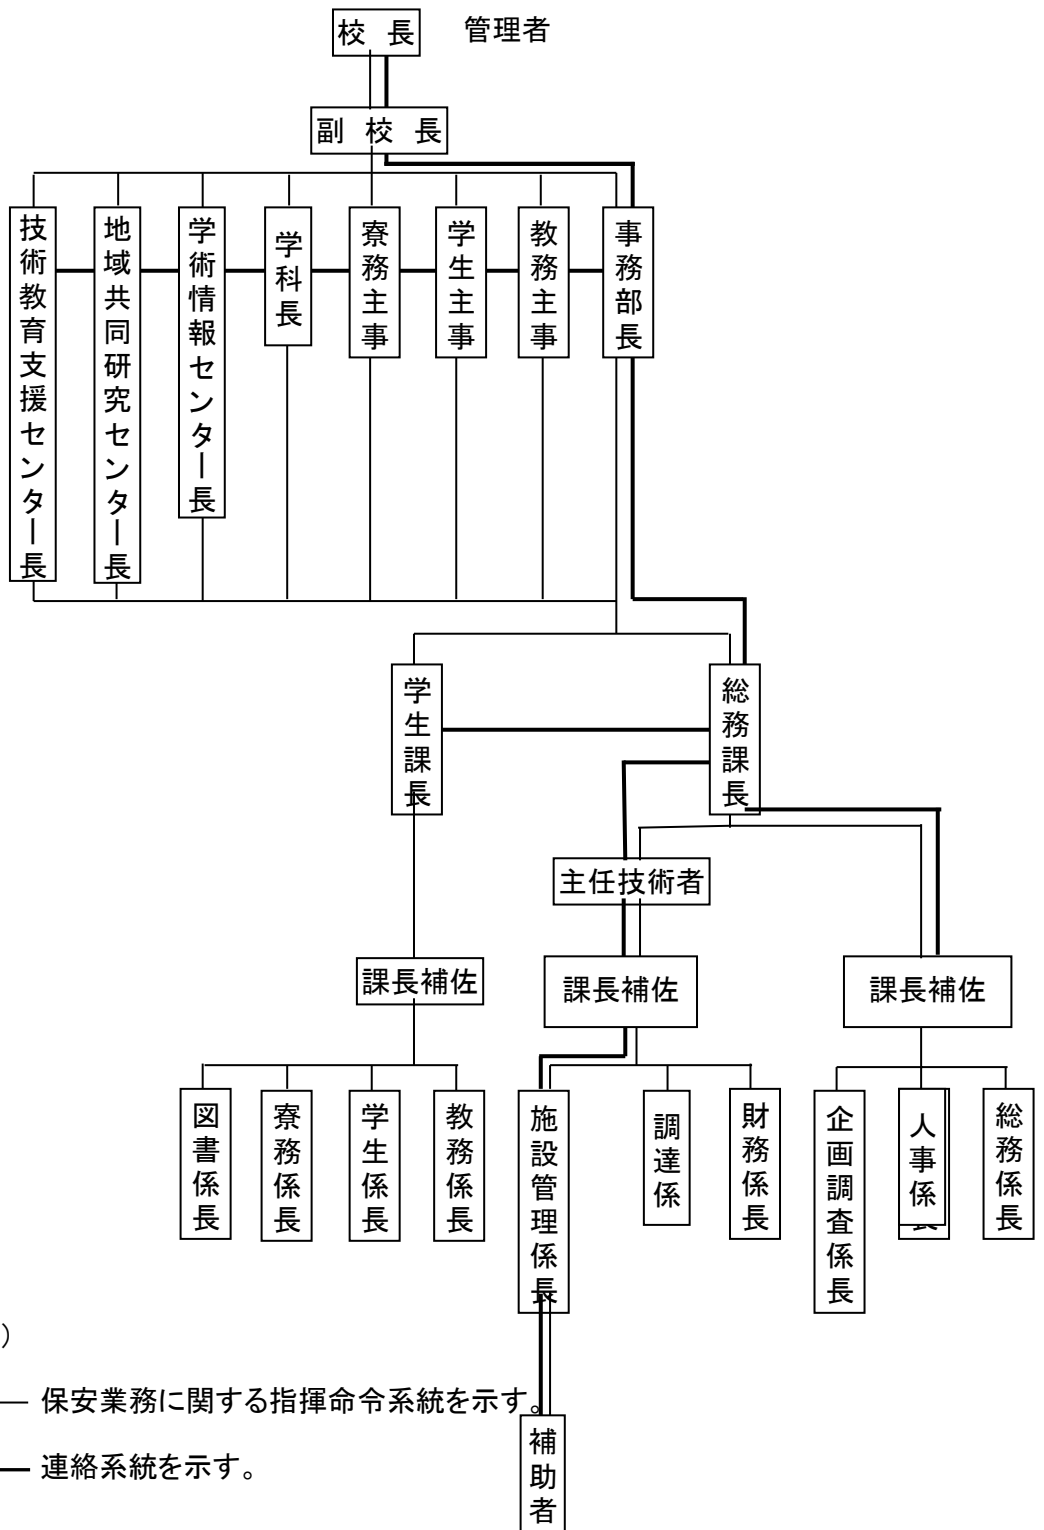 校 長
管理者
副 校 長
技術教育支援センター長
地域共同研究センター長
学術情報センター長
学科長
寮務主事
学生主事
教務主事
事務部長
学生課長
総務課長
主任技術者
課長補佐
課長補佐
課長補佐
図書係長
寮務係長
学生係長
教務係長
施設管理係長
調達係
財務係長
企画調査係長
人事係
総務係長
)
保安業務に関する指揮命令系統を示す。
連絡系統を示す。
補助者